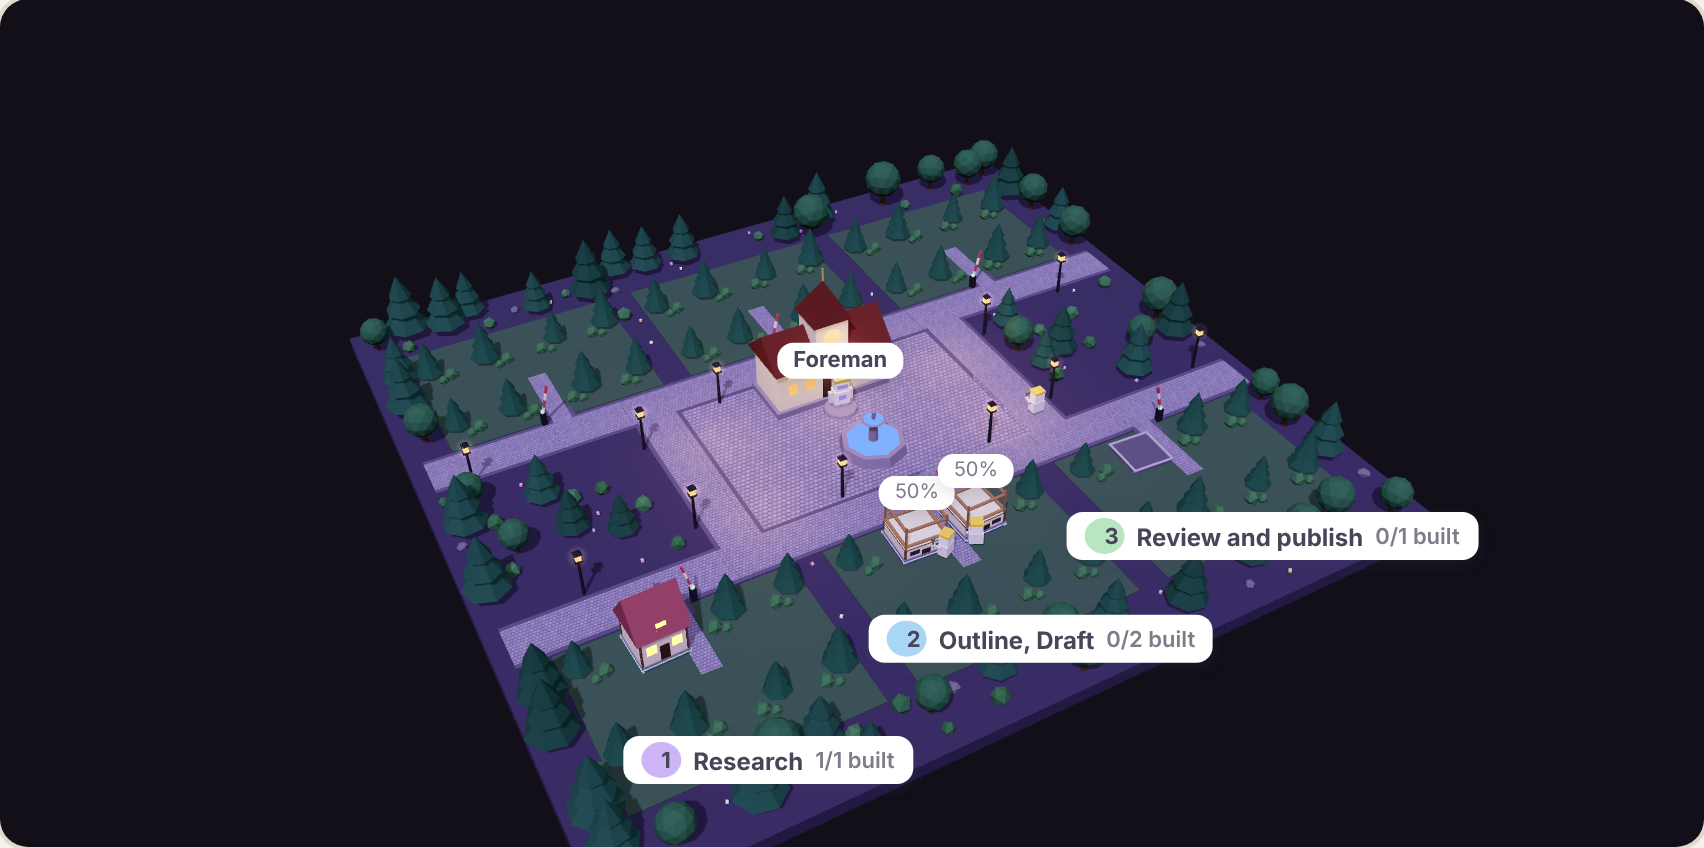 Foreman
50%
50%
3 Review and publish 0/1 built
2 Outline, Draft 0/2 built
1 Research 1/1 built